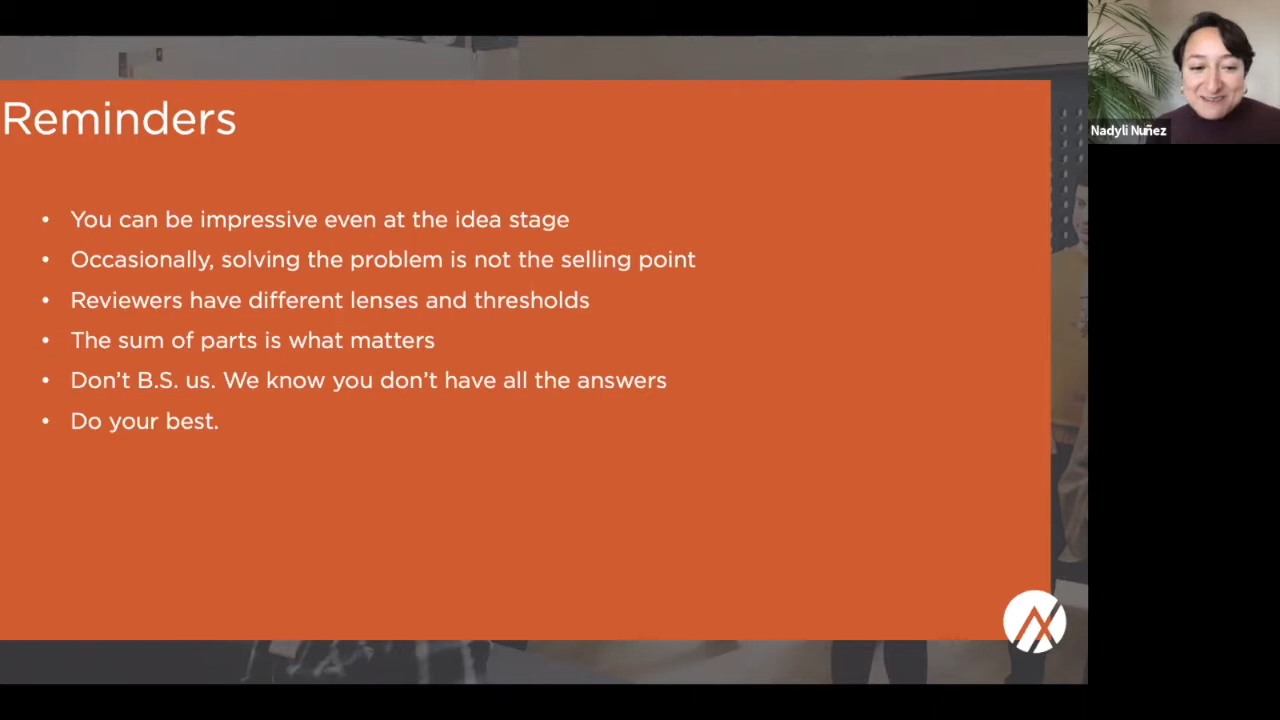 Reminders
• You can be impressive even at the idea stage
• Occasionally, solving the problem is not the selling point
• Reviewers have different lenses and thresholds
• The sum of parts is what matters
• Don’t B.S. us. We know you don’t have all the answers
• Do your best.
Nadyli Nuñez